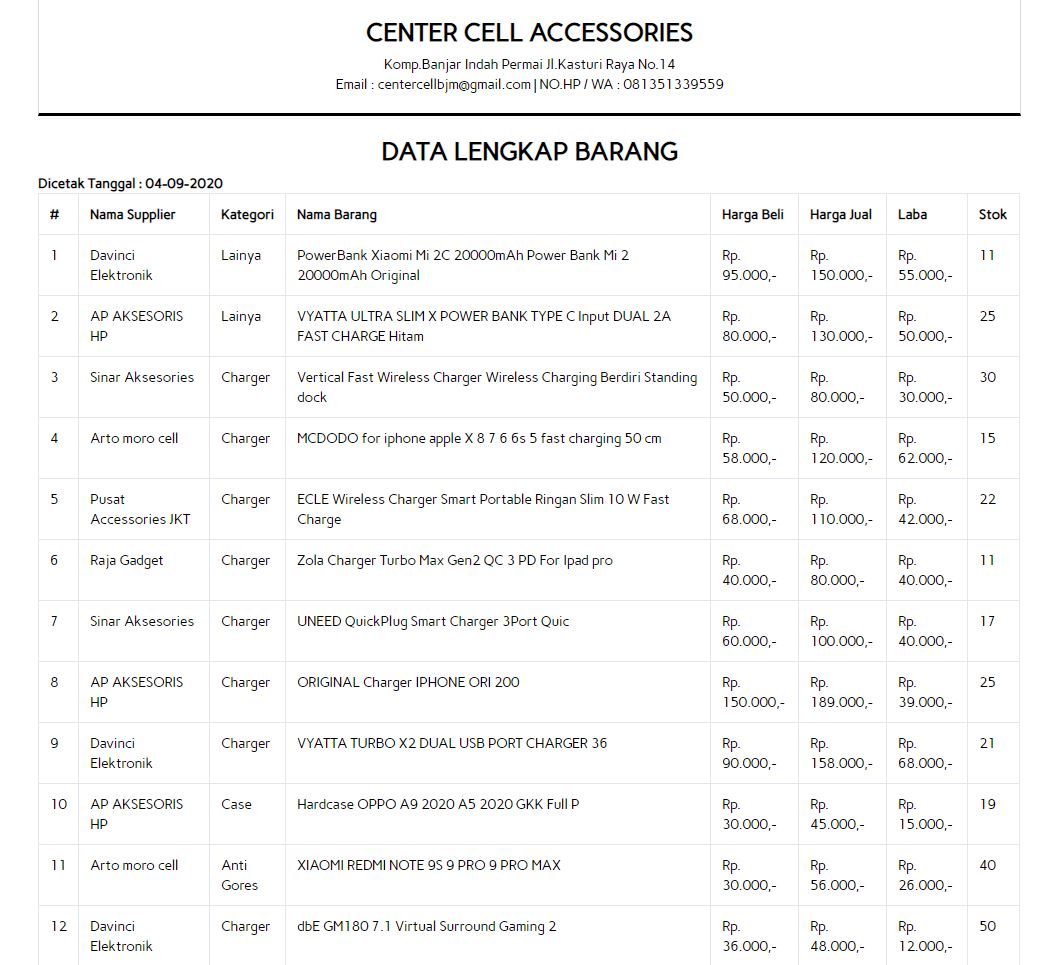 CENTER CELL ACCESSORIES
Komp.Banjar Indah Permai Jl.Kasturi Raya No.14
Email : centercellbjm@gmail.com | NO.HP / WA : 081351339559
DATA LENGKAP BARANG
Dicetak Tanggal : 04-09-2020
# Nama Supplier Kategori Nama Barang Harga Beli Harga Jual Laba Stok
1 Davinci Lainya PowerBank Xiaomi Mi 2C 20000mAh Power Bank Mi 2 Rp. Rp. Rp. 11
Elektronik 20000mAh Original 95.000,- 150.000,- 55.000,-
2 AP AKSESORIS Lainya VYATTA ULTRA SLIM X POWER BANK TYPE C Input DUAL 2A Rp. Rp. Rp. 25
HP FAST CHARGE Hitam 80.000,- 130.000,- 50.000,-
3 Sinar Aksesories Charger Vertical Fast Wireless Charger Wireless Charging Berdiri Standing Rp. Rp. Rp. 30
dock 50.000,- 80.000,- 30.000,-
4 Arto moro cell Charger MCDODO for iphone apple X 8 7 6 6s 5 fast charging 50 cm Rp. Rp. Rp. 15
58.000,- 120.000,- 62.000,-
5 Pusat Charger ECLE Wireless Charger Smart Portable Ringan Slim 10 W Fast Rp. Rp. Rp. 22
Accessories JKT Charge 68.000,- 110.000,- 42.000,-
6 Raja Gadget Charger Zola Charger Turbo Max Gen2 QC 3 PD For Ipad pro Rp. Rp. Rp. 11
40.000,- 80.000,- 40.000,-
7 Sinar Aksesories Charger UNEED QuickPlug Smart Charger 3Port Quic Rp. Rp. Rp. 17
60.000,- 100.000,- 40.000,-
8 AP AKSESORIS Charger ORIGINAL Charger IPHONE ORI 200 Rp. Rp. Rp. 25
HP 150.000,- 189.000,- 39.000,-
9 Davinci Charger VYATTA TURBO X2 DUAL USB PORT CHARGER 36 Rp. Rp. Rp. 21
Elektronik 90.000,- 158.000,- 68.000,-
10 AP AKSESORIS Case Hardcase OPPO A9 2020 A5 2020 GKK Full P Rp. Rp. Rp. 19
HP 30.000,- 45.000,- 15.000,-
11 Arto moro cell Anti XIAOMI REDMI NOTE 9S 9 PRO 9 PRO MAX Rp. Rp. Rp. 40
Gores 30.000,- 56.000,- 26.000,-
12 Davinci Charger dbE GM180 7.1 Virtual Surround Gaming 2 Rp. Rp. Rp. 50
Elektronik 36.000,- 48.000,- 12.000,-